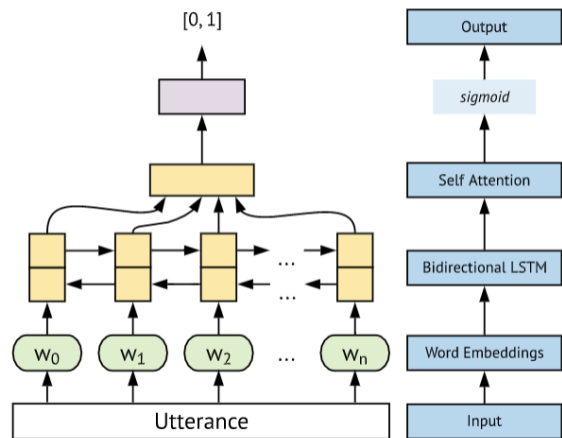 [0, 1]
...
...
w0
w1
w2
...
wn
Utterance
Output
sigmoid
Self Attention
Bidirectional LSTM
Word Embeddings
Input